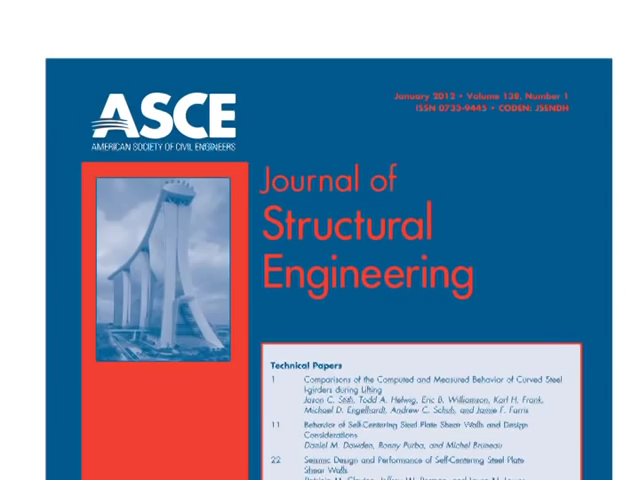 January 2012 • Volume 138, Number 1
ISSN 0733-9445 • CODEN: JSENDH
ASCE
AMERICAN SOCIETY OF CIVIL ENGINEERS
Journal of
Structural
Engineering
Technical Papers
1 Comparisons of the Computed and Measured Behavior of Curved Steel
I-girders during Lifting
Jason C. Stith, Todd A. Helwig, Eric B. Williamson, Karl H. Frank,
Michael D. Engelhardt, Andrew C. Schuh, and Jamie F. Farris
11 Behavior of Self-Centering Steel Plate Shear Walls and Design
Considerations
Daniel M. Dowden, Ronny Purba, and Michel Bruneau
22 Seismic Design and Performance of Self-Centering Steel Plate
Shear Walls